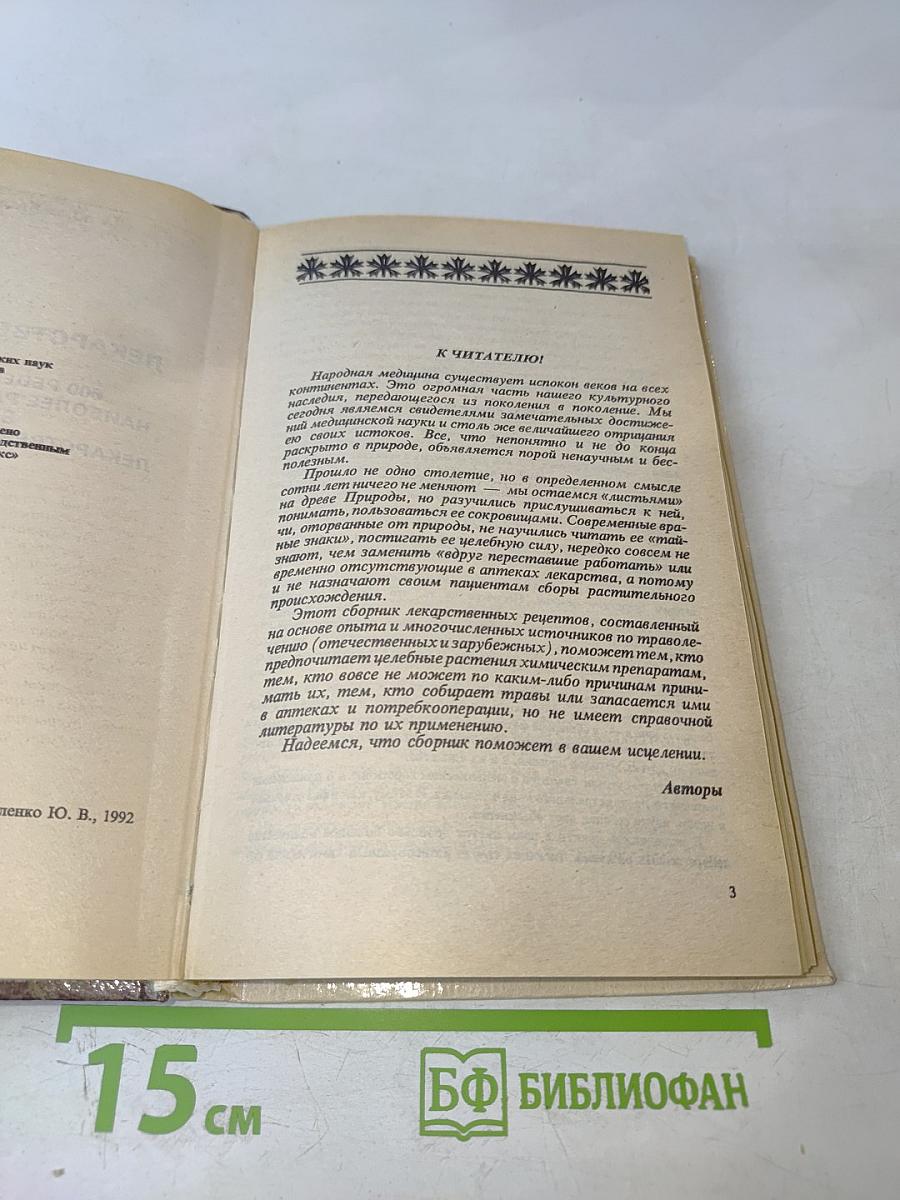 ких наук
ено
дственным
кс»
ленко Ю. В., 1992
К ЧИТАТЕЛЮ!
Народная медицина существует испокон веков на всех
континентах. Это огромная часть нашего культурного
наследия, передающегося из поколения в поколение. Мы
сегодня являемся свидетелями замечательных достиже-
ний медицинской науки и столь же величайшего отрицания
ею своих истоков. Все, что непонятно и не до конца
раскрыто в природе, объявляется порой ненаучным и бес-
полезным.
Прошло не одно столетие, но в определенном смысле
сотни лет ничего не меняют — мы остаемся «листьями»
на древе Природы, но разучились прислушиваться к ней,
понимать, пользоваться ее сокровищами. Современные вра-
чи, оторванные от природы, не научились читать ее «тай-
ные знаки», постигать ее целебную силу, нередко совсем не
знают, чем заменить «вдруг переставшие работать» или
временно отсутствующие в аптеках лекарства, а потому
и не назначают своим пациентам сборы растительного
происхождения.
Этот сборник лекарственных рецептов, составленный
на основе опыта и многочисленных источников по траволе-
чению (отечественных и зарубежных), поможет тем, кто
предпочитает целебные растения химическим препаратам,
тем, кто вовсе не может по каким-либо причинам прини-
мать их, тем, кто собирает травы или запасается ими
в аптеках и потребкооперации, но не имеет справочной
литературы по их применению.
Надеемся, что сборник поможет в вашем исцелении.
Авторы
3
15 см
БФ БИБЛИОФАН